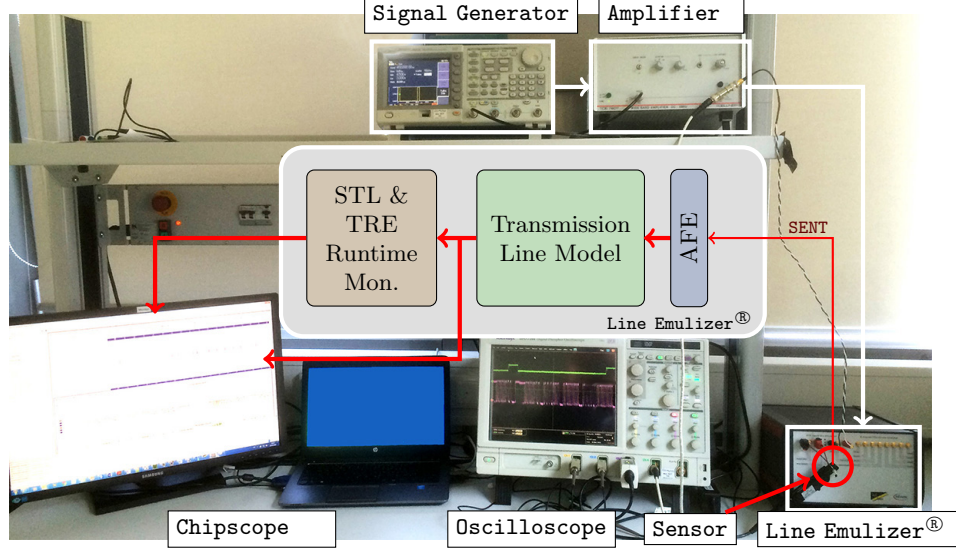 Signal Generator
Amplifier
STL &
TRE
Runtime
Mon.
Transmission
Line Model
AFE
SENT
Line Emulizer®
SAMSUNG
Chipscope
Oscilloscope
Sensor
Line Emulizer®